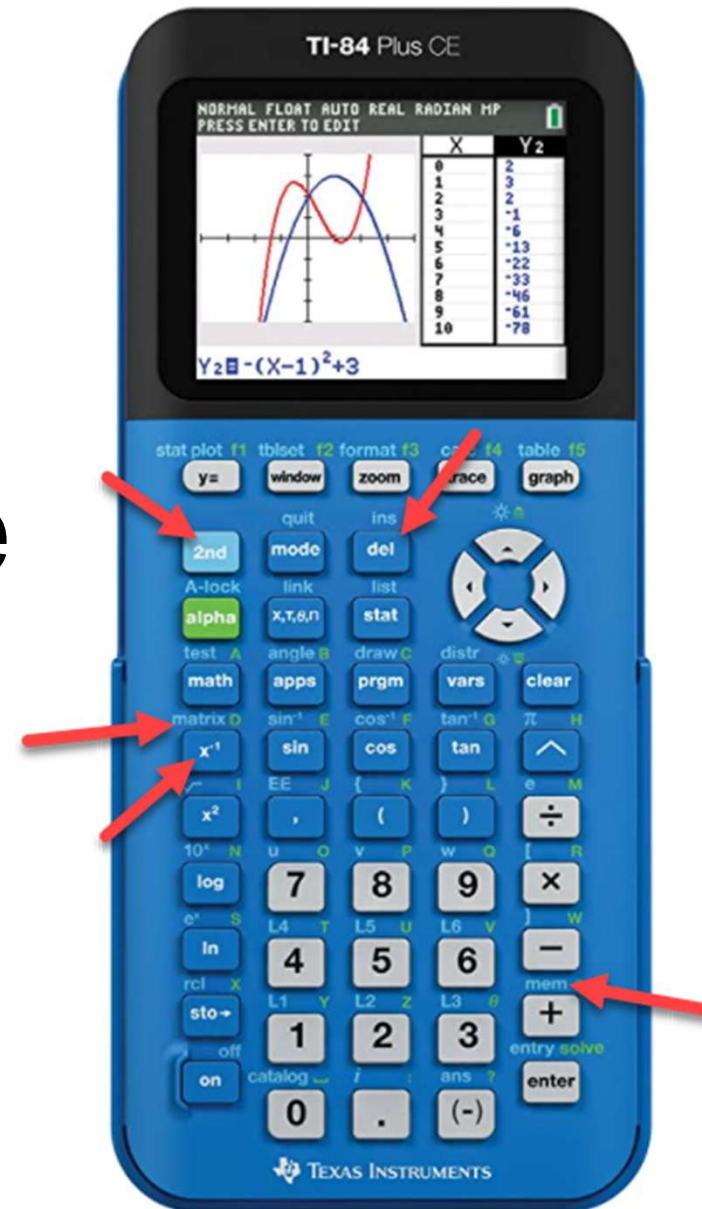 TI-84 Plus CE
NORMAL FLOAT AUTO REAL RADIAN MP
PRESS ENTER TO EDIT
X Y2
0 2
1 3
2 2
3 -1
4 -6
5 -13
6 -22
7 -33
8 -46
9 -61
10 -78
Y2=-(X-1)²+3
e
stat plot f1 tblset f2 format f3 f4 table f5
y= window zoom trace graph
quit ins
2nd mode del
A-lock link list
alpha X,T,θ,n stat
test A angle B draw C distr
math apps prgm vars clear
matrix D sin⁻¹ E cos⁻¹ F tan⁻¹ G π H
x⁻¹ sin cos tan ^
√ I EE J { K } L e M
x² , ( ) ÷
10ˣ N u O v P w Q [ R
log 7 8 9 ×
eˣ S L4 T L5 U L6 V ] W
ln 4 5 6 −
rcl X L1 Y L2 Z L3 θ mem
sto→ 1 2 3 +
off catalog i : ans ? entry solve
on 0 . (-) enter
TEXAS INSTRUMENTS